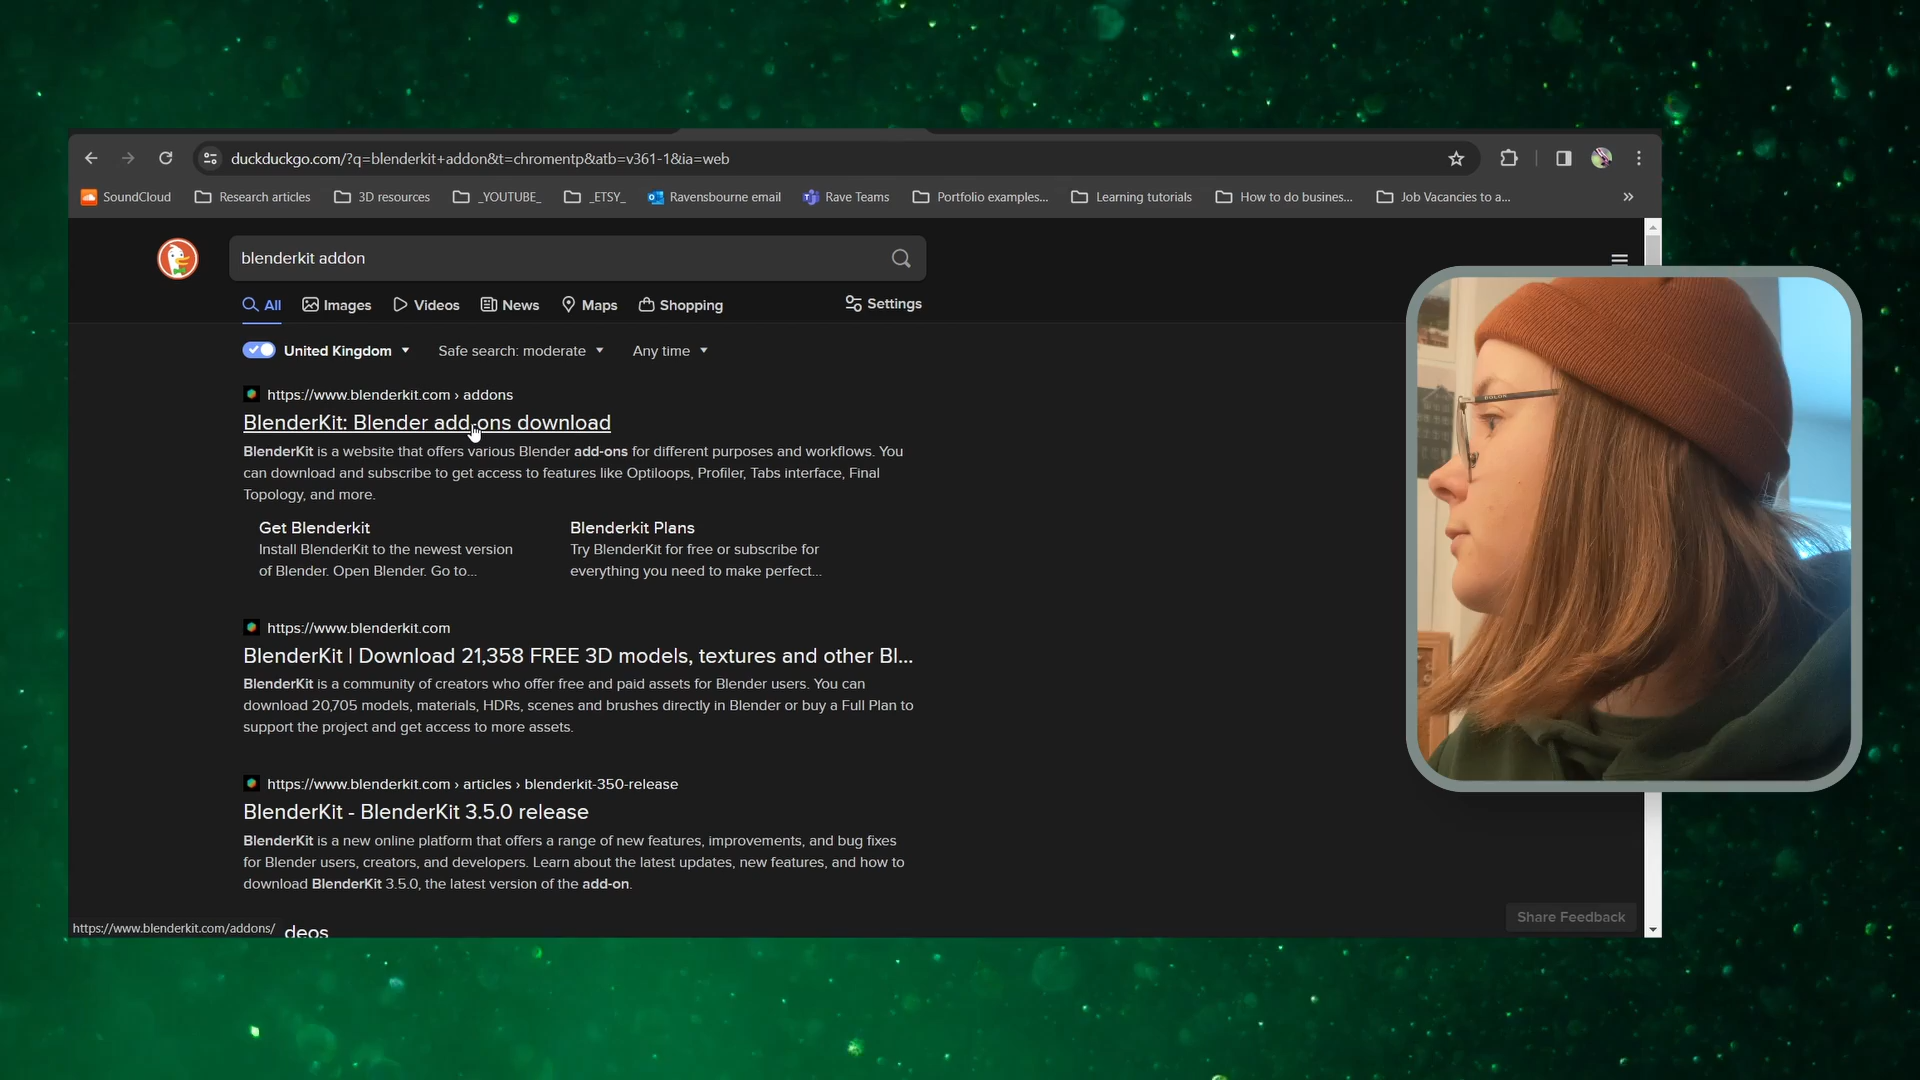 duckduckgo.com/?q=blenderkit+addon&t=chromentp&atb=v361-1&ia=web
SoundCloud Research articles 3D resources _YOUTUBE_ _ETSY_ Ravensbourne email Rave Teams Portfolio examples... Learning tutorials How to do busines... Job Vacancies to a... »
blenderkit addon
All Images Videos News Maps Shopping Settings
United Kingdom Safe search: moderate Any time
https://www.blenderkit.com › addons
BlenderKit: Blender add-ons download
BlenderKit is a website that offers various Blender add-ons for different purposes and workflows. You
can download and subscribe to get access to features like Optiloops, Profiler, Tabs interface, Final
Topology, and more.
Get Blenderkit
Install BlenderKit to the newest version
of Blender. Open Blender. Go to...
Blenderkit Plans
Try BlenderKit for free or subscribe for
everything you need to make perfect...
https://www.blenderkit.com
BlenderKit | Download 21,358 FREE 3D models, textures and other Bl...
BlenderKit is a community of creators who offer free and paid assets for Blender users. You can
download 20,705 models, materials, HDRs, scenes and brushes directly in Blender or buy a Full Plan to
support the project and get access to more assets.
https://www.blenderkit.com › articles › blenderkit-350-release
BlenderKit - BlenderKit 3.5.0 release
BlenderKit is a new online platform that offers a range of new features, improvements, and bug fixes
for Blender users, creators, and developers. Learn about the latest updates, new features, and how to
download BlenderKit 3.5.0, the latest version of the add-on.
Share Feedback
https://www.blenderkit.com/addons/ deos